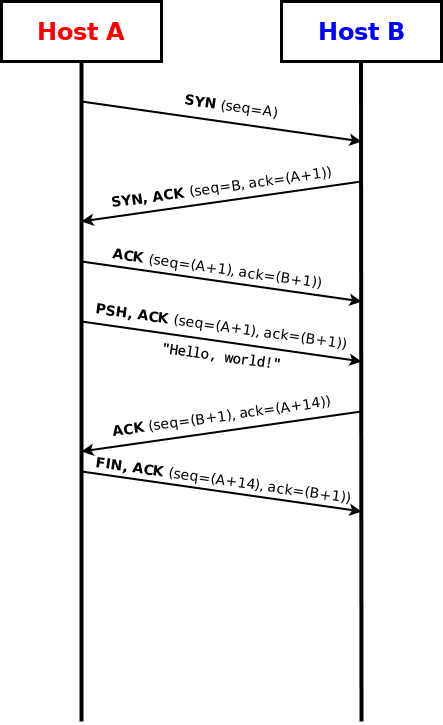 Host A
Host B
SYN (seq=A)
SYN, ACK (seq=B, ack=(A+1))
ACK (seq=(A+1), ack=(B+1))
PSH, ACK (seq=(A+1), ack=(B+1))
"Hello, world!"
ACK (seq=(B+1), ack=(A+14))
FIN, ACK (seq=(A+14), ack=(B+1))